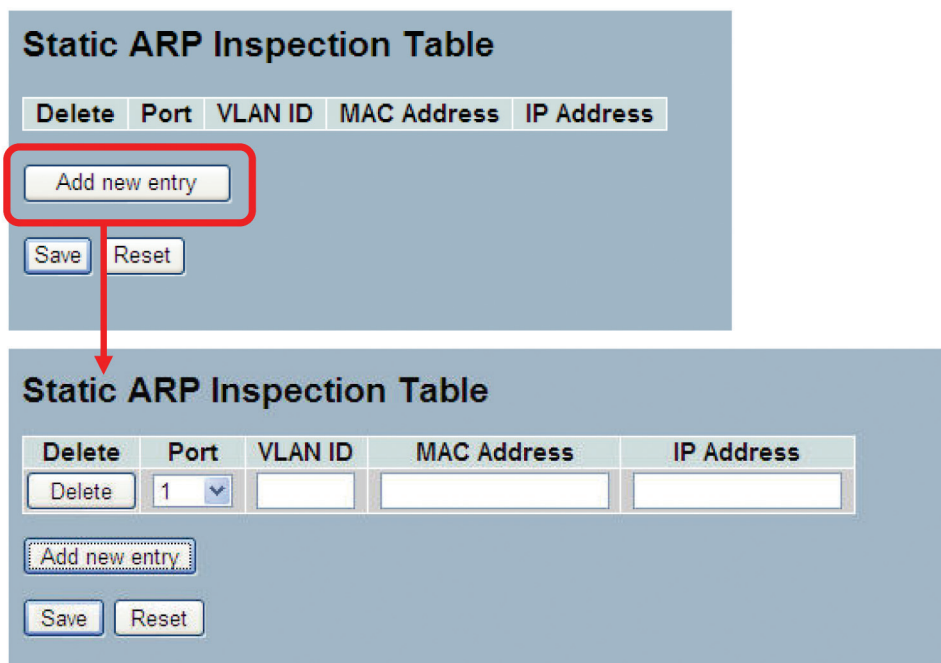 Static ARP Inspection Table
Delete Port VLAN ID MAC Address IP Address
Add new entry
Save Reset
Static ARP Inspection Table
Delete Port VLAN ID MAC Address IP Address
Delete 1
Add new entry
Save Reset